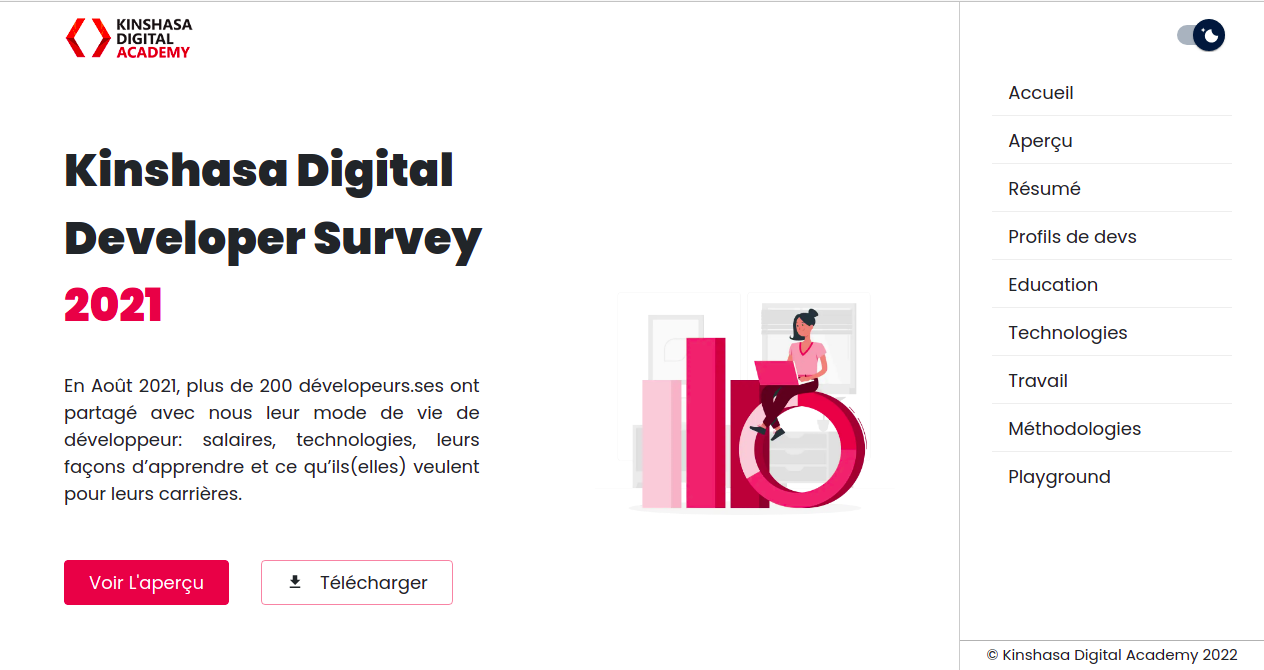 KINSHASA
DIGITAL
ACADEMY
Kinshasa Digital
Developer Survey
2021
En Août 2021, plus de 200 dévelopeurs.ses ont
partagé avec nous leur mode de vie de
développeur: salaires, technologies, leurs
façons d’apprendre et ce qu’ils(elles) veulent
pour leurs carrières.
Voir L'aperçu
Télécharger
Accueil
Aperçu
Résumé
Profils de devs
Education
Technologies
Travail
Méthodologies
Playground
© Kinshasa Digital Academy 2022